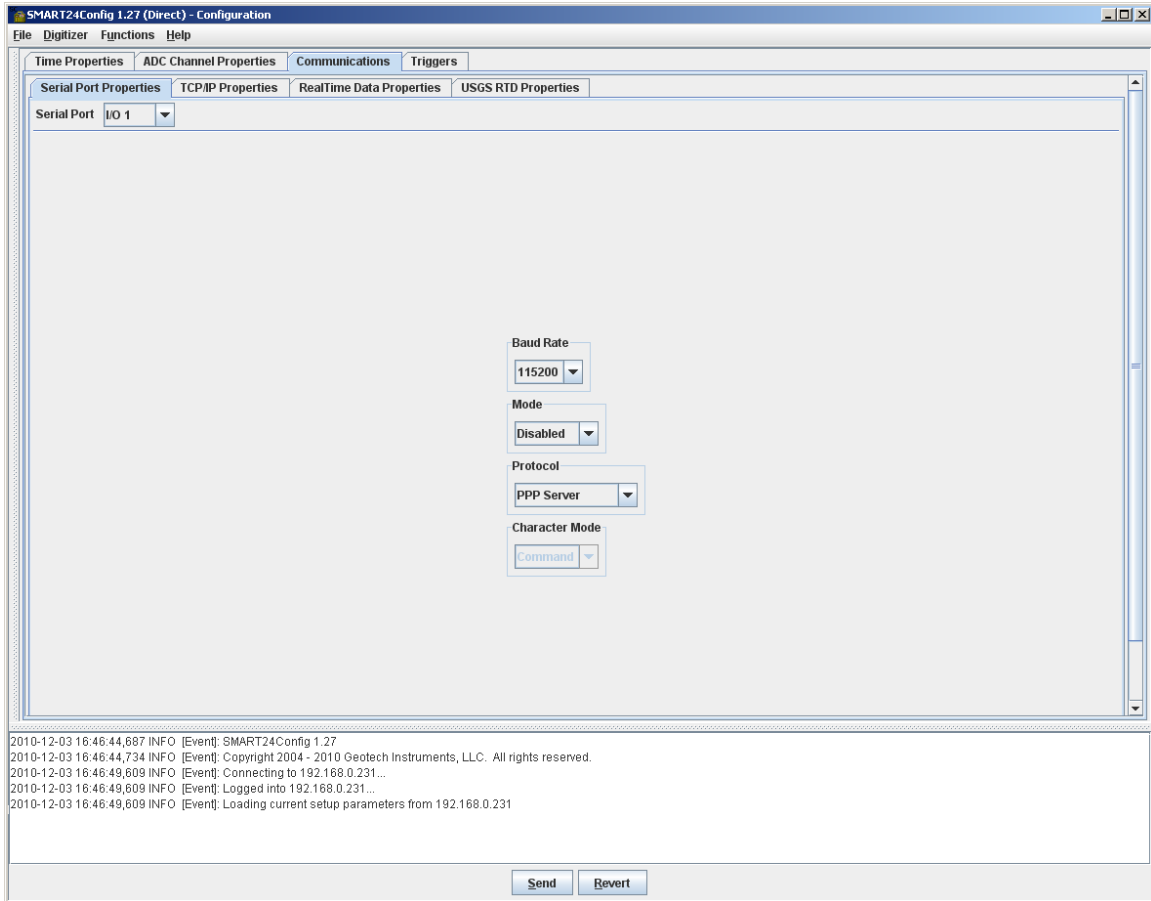 SMART24Config 1.27 (Direct) - Configuration
File Digitizer Functions Help
Time Properties ADC Channel Properties Communications Triggers
Serial Port Properties TCP/IP Properties RealTime Data Properties USGS RTD Properties
Serial Port I/O 1
Baud Rate
115200
Mode
Disabled
Protocol
PPP Server
Character Mode
Command
2010-12-03 16:46:44,687 INFO [Event]: SMART24Config 1.27
2010-12-03 16:46:44,734 INFO [Event]: Copyright 2004 - 2010 Geotech Instruments, LLC. All rights reserved.
2010-12-03 16:46:49,609 INFO [Event]: Connecting to 192.168.0.231...
2010-12-03 16:46:49,609 INFO [Event]: Logged into 192.168.0.231...
2010-12-03 16:46:49,609 INFO [Event]: Loading current setup parameters from 192.168.0.231
Send Revert